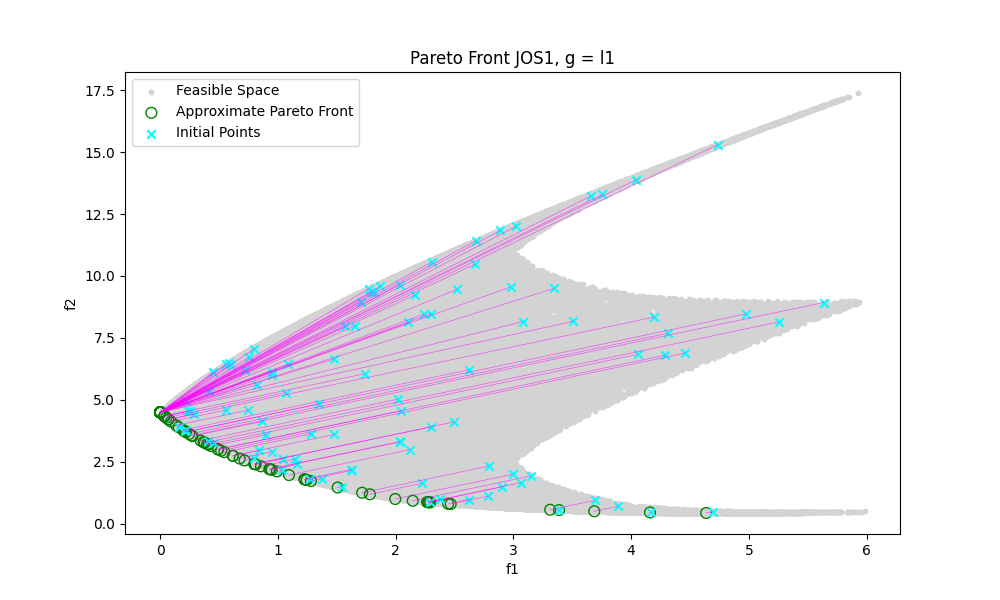 Pareto Front JOS1, g = l1
Feasible Space
Approximate Pareto Front
Initial Points
17.5
15.0
12.5
10.0
7.5
5.0
2.5
0.0
f2
0 1 2 3 4 5 6
f1